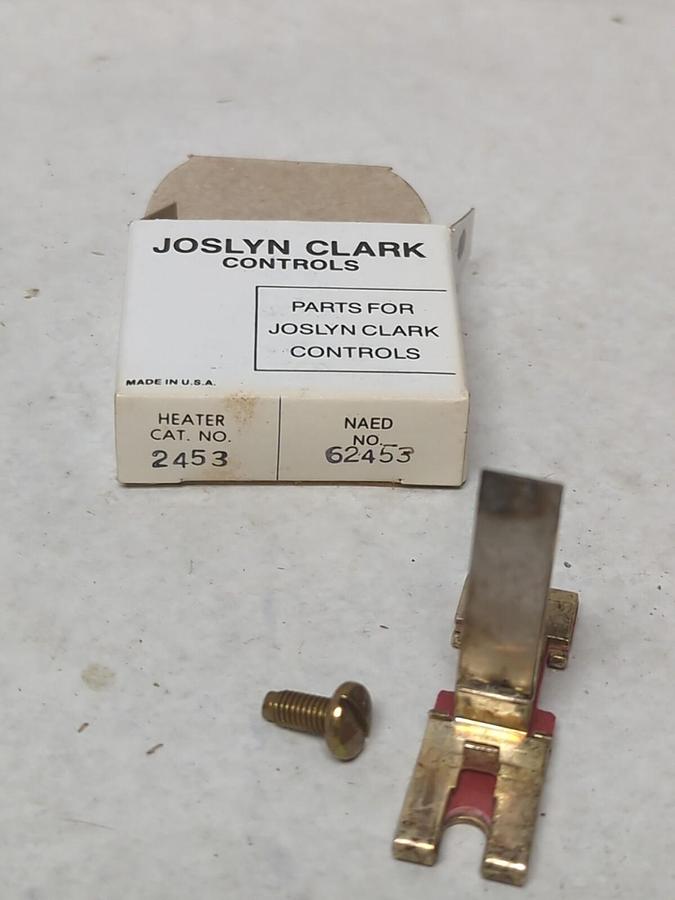 JOSLYN CLARK
CONTROLS
PARTS FOR
JOSLYN CLARK
CONTROLS
MADE IN U.S.A.
HEATER
CAT. NO.
2453
NAED
NO.
62453